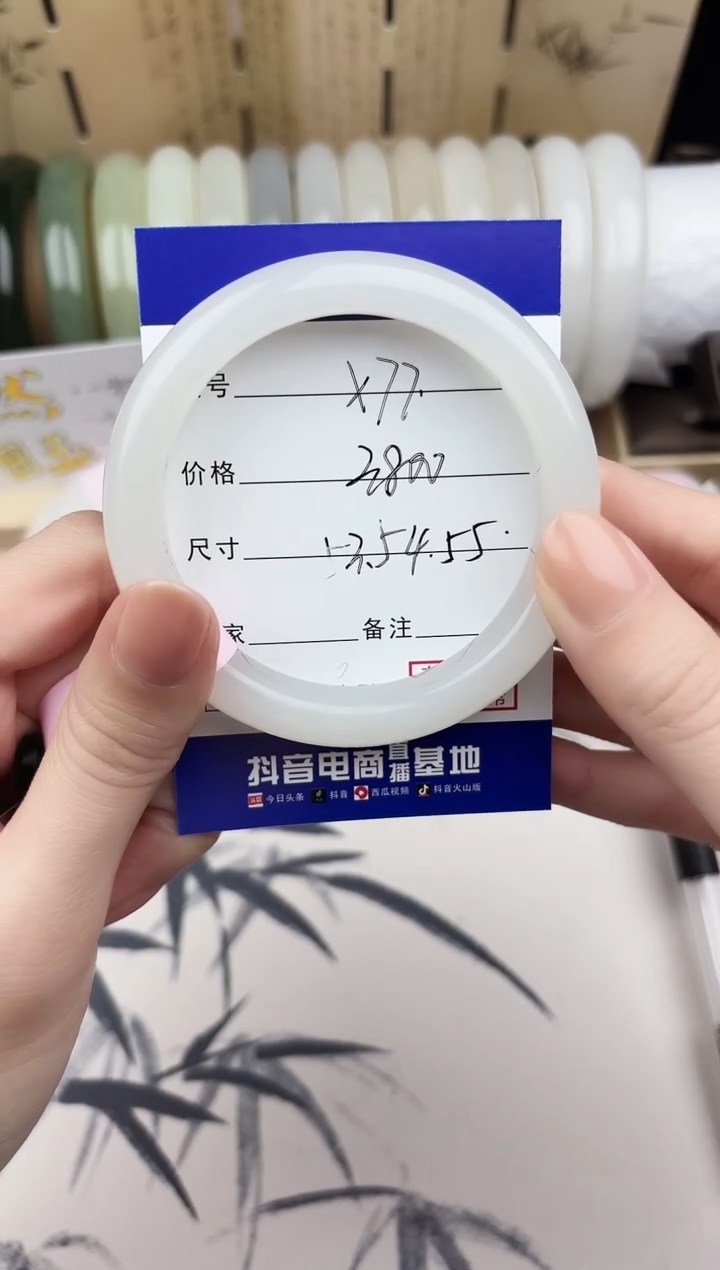 号 X77.
价格 2800
尺寸 53.54.55.
家 备注
抖音电商直播基地
今日头条 抖音 西瓜视频 抖音火山版